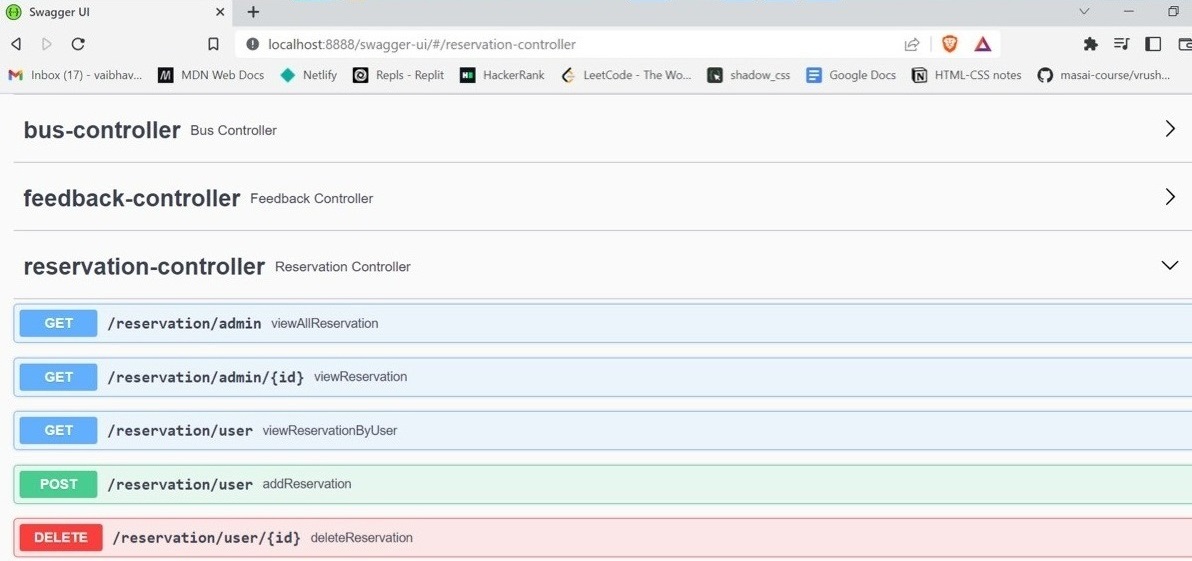 Swagger UI
localhost:8888/swagger-ui/#/reservation-controller
Inbox (17) - vaibhav... MDN Web Docs Netlify Repls - Replit HackerRank LeetCode - The Wo... shadow_css Google Docs HTML-CSS notes masai-course/vrush...
bus-controller Bus Controller
feedback-controller Feedback Controller
reservation-controller Reservation Controller
GET /reservation/admin viewAllReservation
GET /reservation/admin/{id} viewReservation
GET /reservation/user viewReservationByUser
POST /reservation/user addReservation
DELETE /reservation/user/{id} deleteReservation